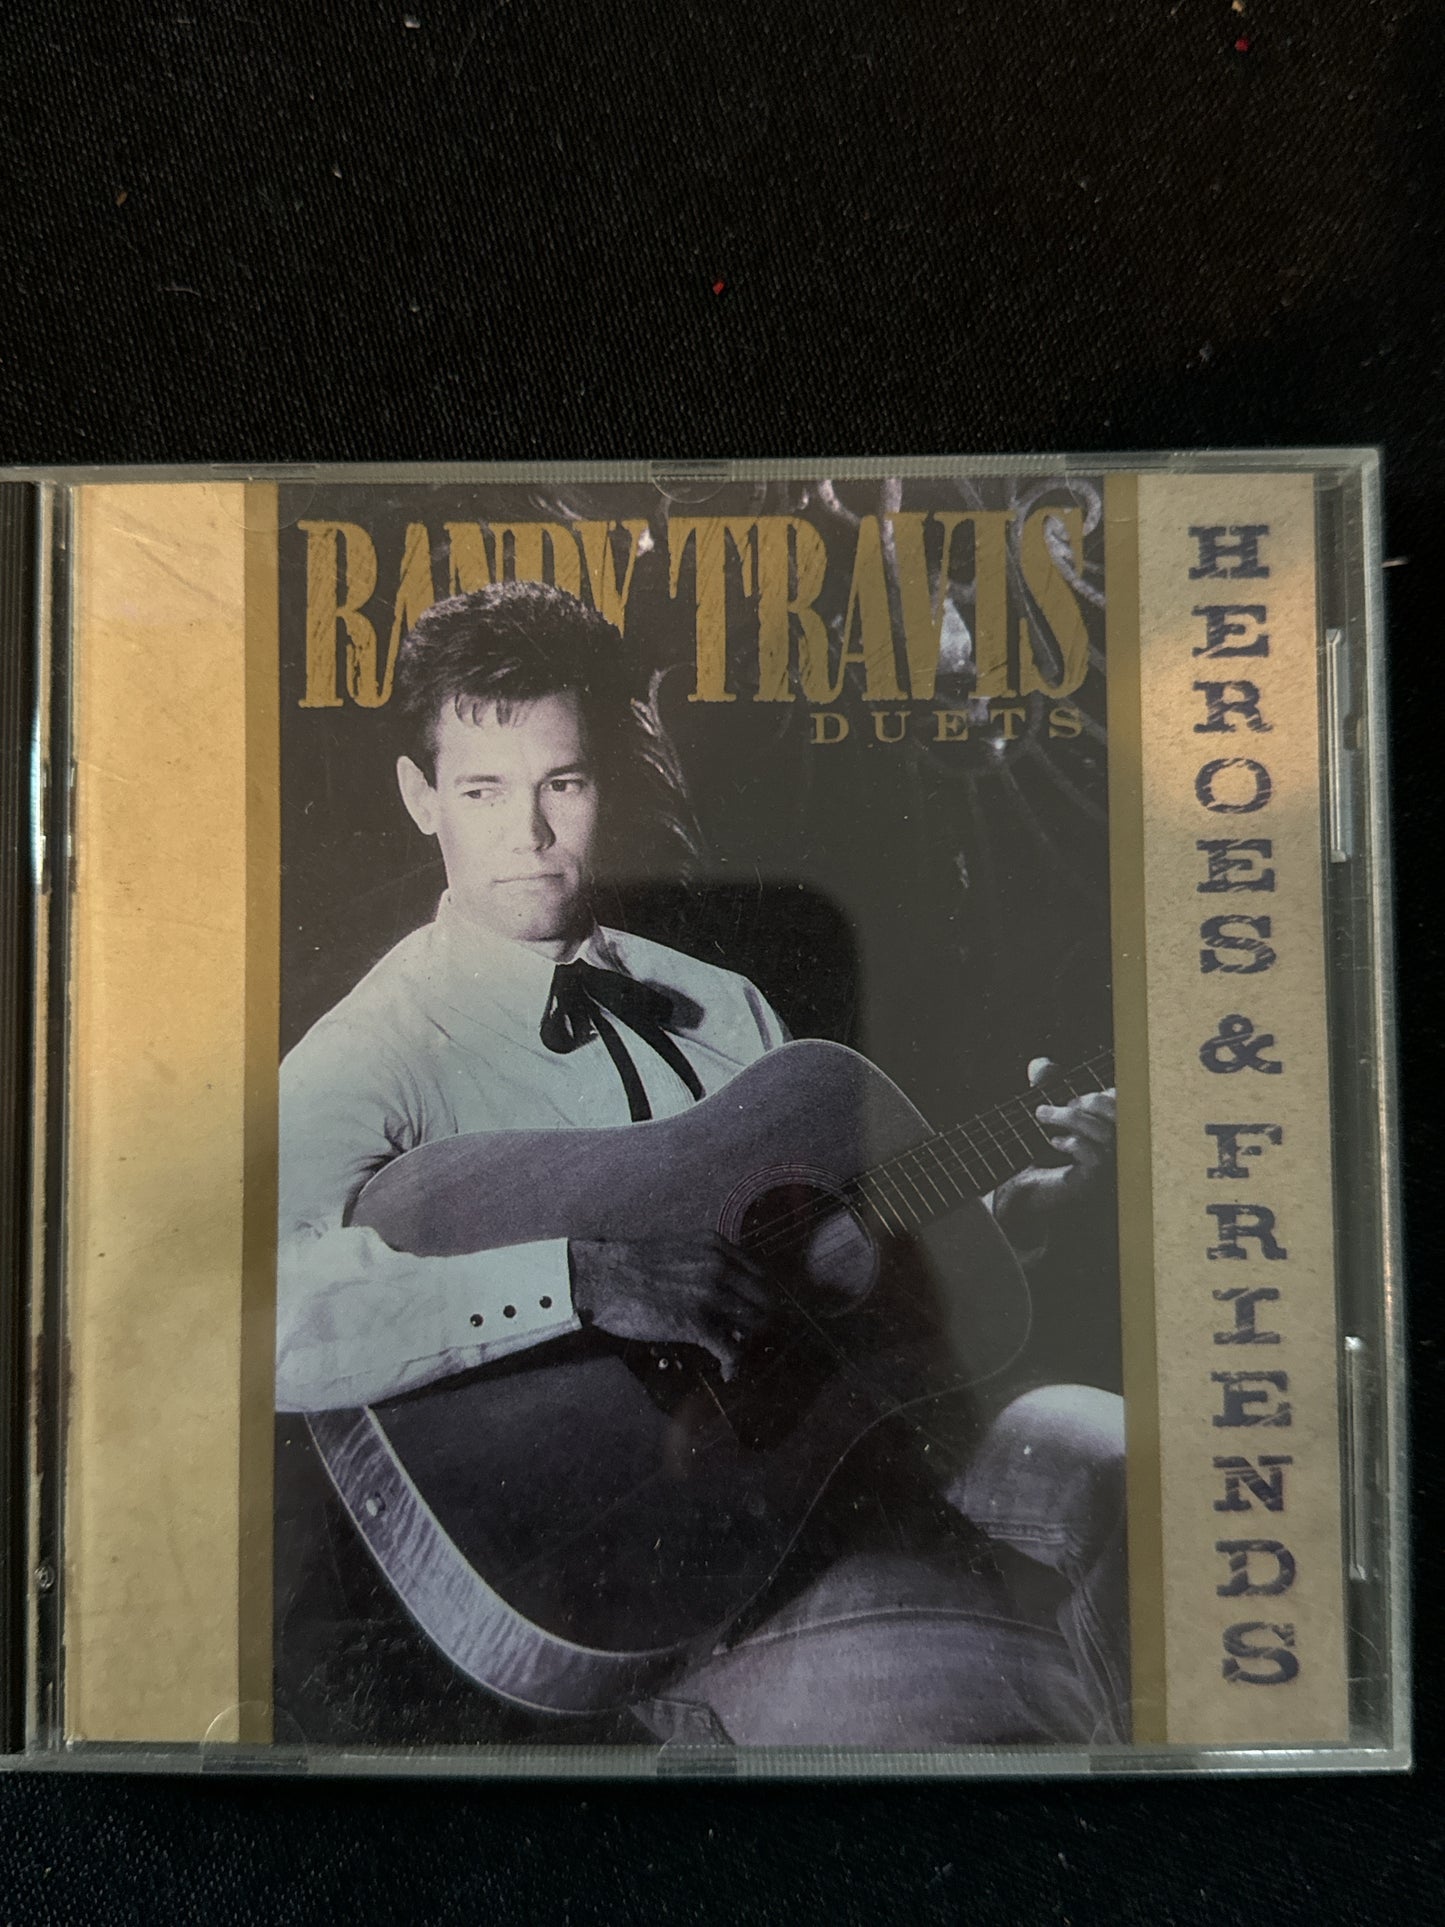 RANDY TRAVIS
DUETS
HEROES & FRIENDS